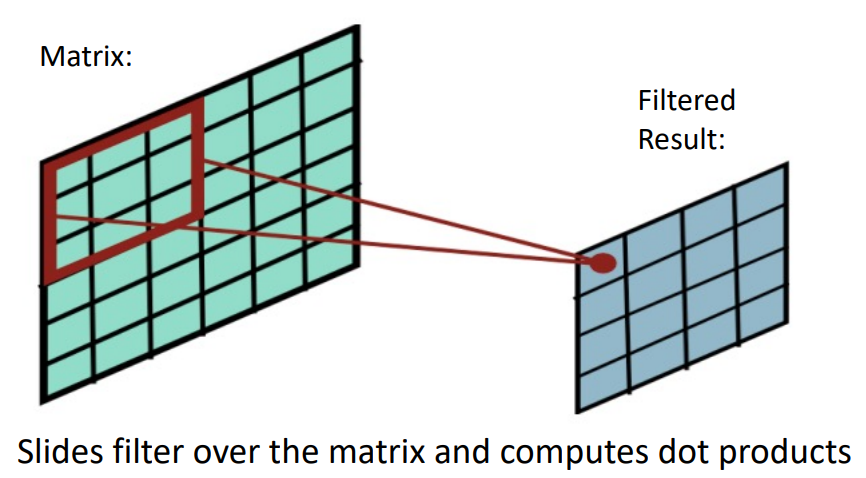 Matrix:
Filtered
Result:
Slides filter over the matrix and computes dot products